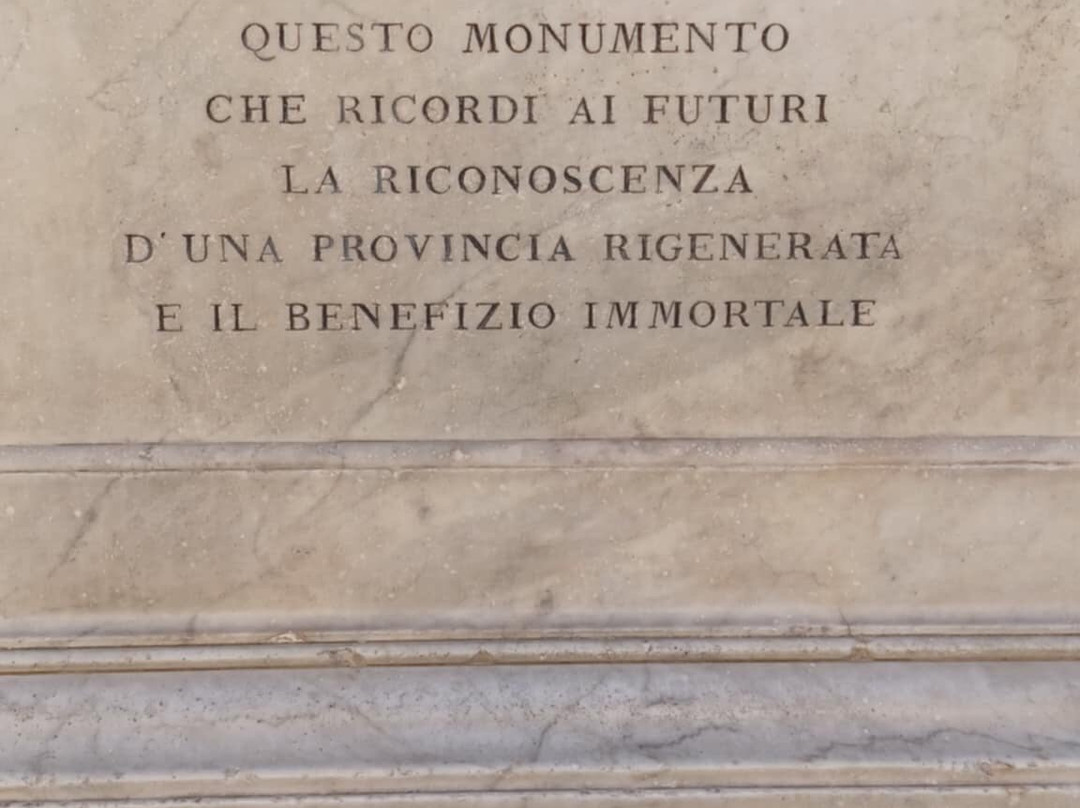 QUESTO MONUMENTO
CHE RICORDI AI FUTURI
LA RICONOSCENZA
D'UNA PROVINCIA RIGENERATA
E IL BENEFIZIO IMMORTALE